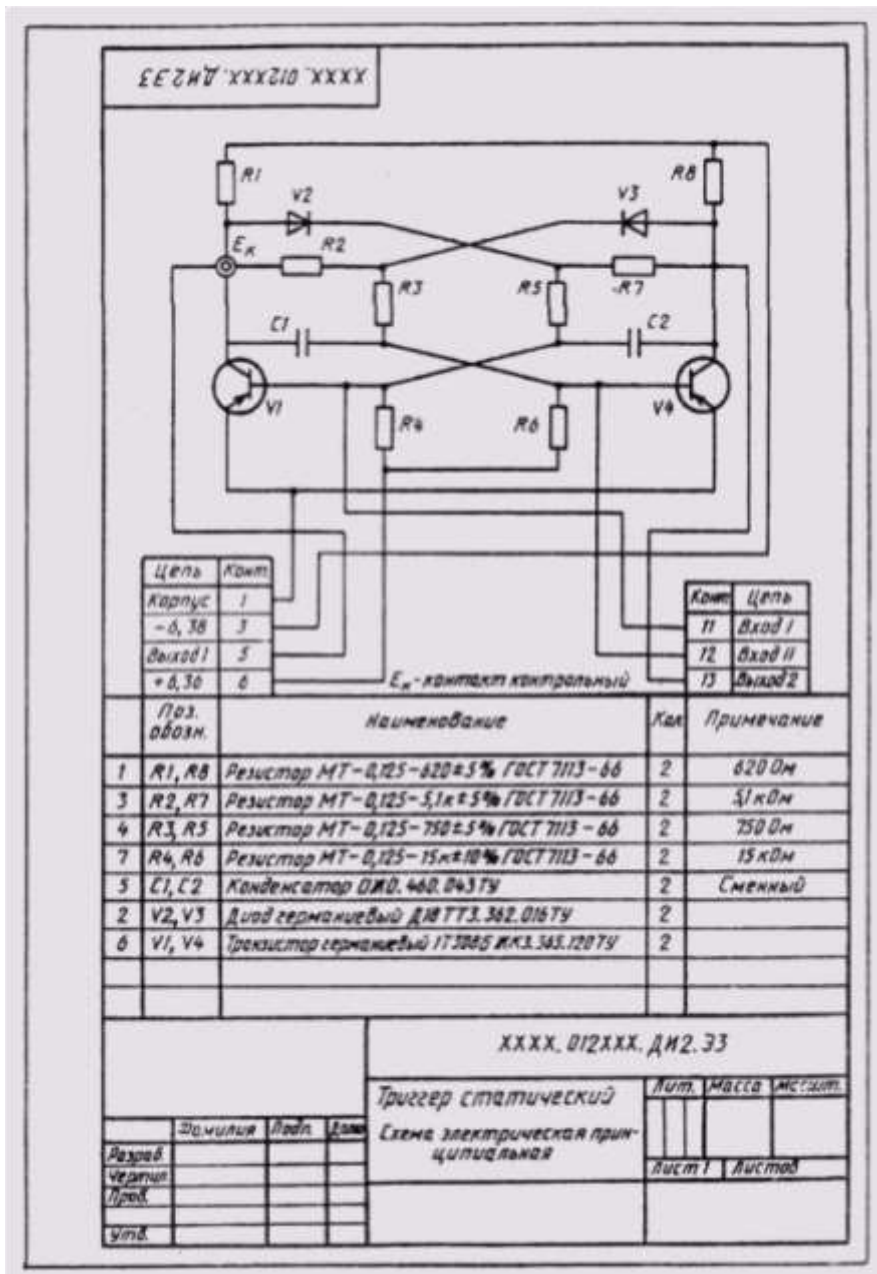 XXXX. 012XXX. ДИ2.Э3
R1
V2
V3
R8
Eк
R2
R3
R5
R7
C1
C2
V1
R4
R6
V4
Цепь Конт
Корпус 1
-6,3В 3
Выход I 5
+6,3В 6
Eк - контакт контрольный
Конт Цепь
11 Вход I
12 Вход II
13 Выход 2
Поз. обозн. Наименование Кол. Примечание
1 R1, R8 Резистор МТ-0,125-620±5% ГОСТ 7113-66 2 620 Ом
3 R2, R7 Резистор МТ-0,125-5,1к±5% ГОСТ 7113-66 2 5,1 кОм
4 R3, R5 Резистор МТ-0,125-750±5% ГОСТ 7113-66 2 750 Ом
7 R4, R6 Резистор МТ-0,125-15к±10% ГОСТ 7113-66 2 15 кОм
5 C1, C2 Конденсатор ОЖО. 460. 043ТУ 2 Сменный
2 V2, V3 Диод германиевый Д18 ТТ3. 362. 016ТУ 2
6 V1, V4 Транзистор германиевый ЖК3. 365. 120ТУ 2
XXXX. 012XXX. ДИ2.Э3
Триггер статический
Схема электрическая прин-
ципиальная
Лит. Масса Масшт.
Лист 1 Листов
Фамилия Подп. Дата
Разраб.
Чертил
Пров.
Утв.